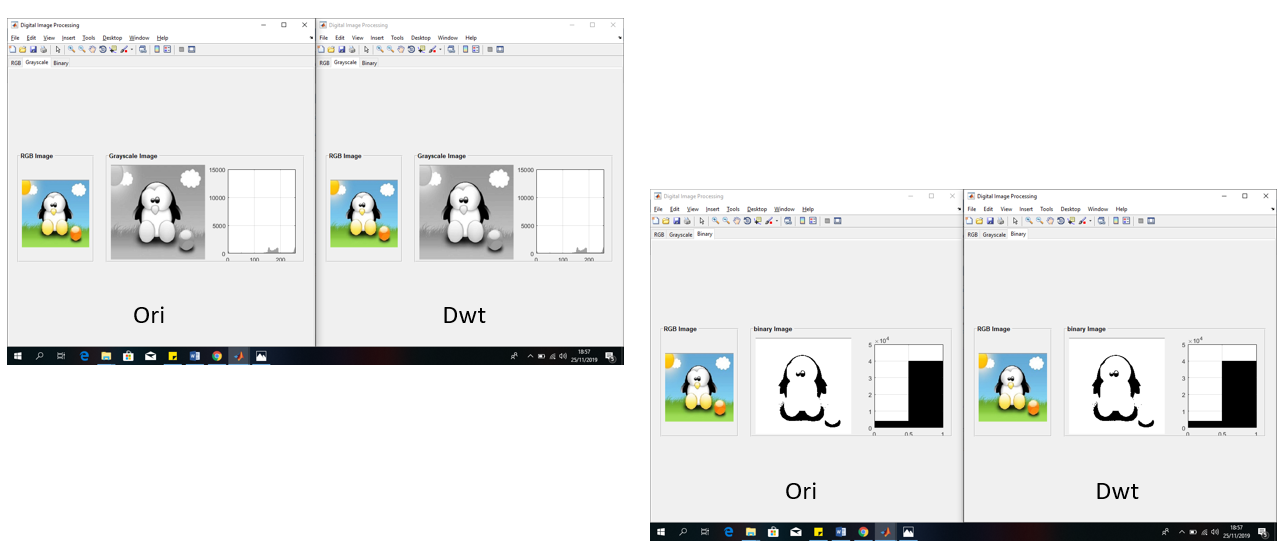 Digital Image Processing
File Edit View Insert Tools Desktop Window Help
RGB Grayscale Binary
RGB Image
Grayscale Image
15000
10000
5000
0
0 100 200
Ori
Digital Image Processing
File Edit View Insert Tools Desktop Window Help
RGB Grayscale Binary
RGB Image
Grayscale Image
15000
10000
5000
0
0 100 200
Dwt
18:57
25/11/2019
Digital Image Processing
File Edit View Insert Tools Desktop Window Help
RGB Grayscale Binary
RGB Image
binary Image
5 ×10^4
4
3
2
1
0
0 0.5 1
Ori
Digital Image Processing
File Edit View Insert Tools Desktop Window Help
RGB Grayscale Binary
RGB Image
binary Image
5 ×10^4
4
3
2
1
0
0 0.5 1
Dwt
18:57
25/11/2019